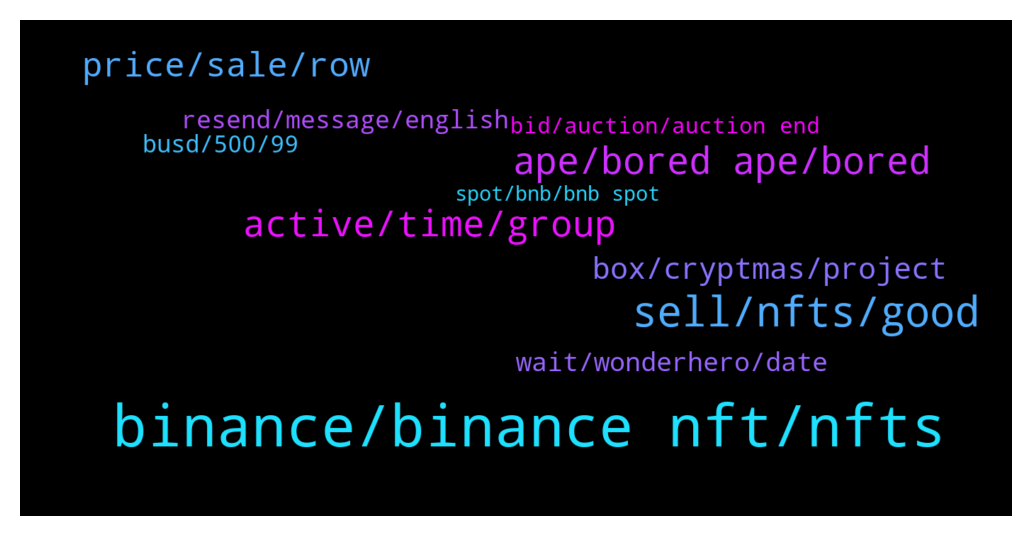 price/sale/row
resend/message/english
bid/auction/auction end
busd/500/99
ape/bored ape/bored
spot/bnb/bnb spot
active/time/group
box/cryptmas/project
sell/nfts/good
wait/wonderhero/date
binance/binance nft/nfts